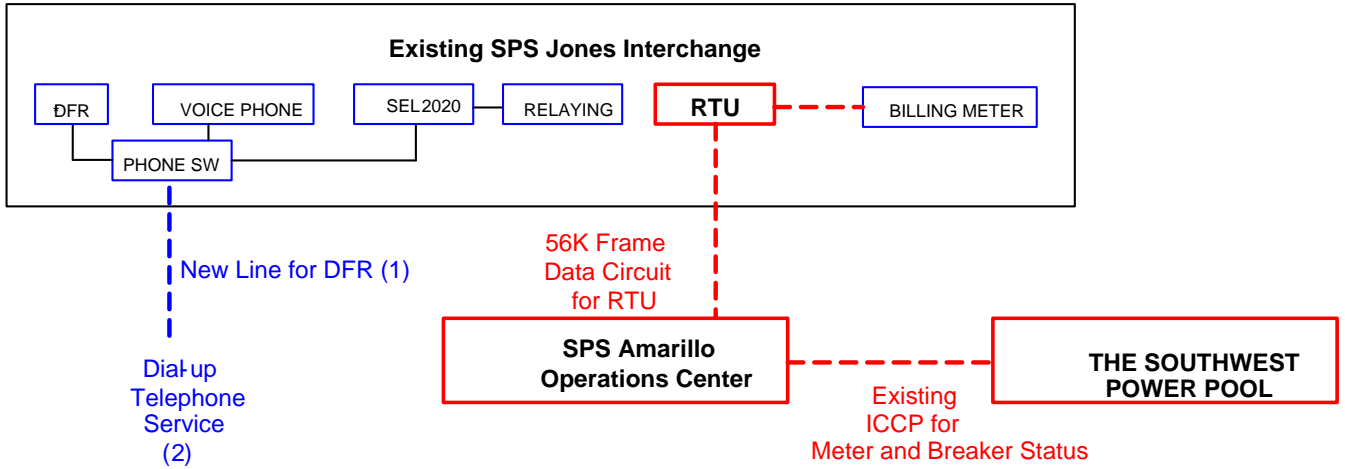 Existing SPS Jones Interchange
DFR
VOICE PHONE
SEL2020
RELAYING
RTU
BILLING METER
PHONE SW
New Line for DFR (1)
56K Frame
Data Circuit
for RTU
Dial-up
Telephone
Service
(2)
SPS Amarillo
Operations Center
THE SOUTHWEST
POWER POOL
Existing
ICCP for
Meter and Breaker Status